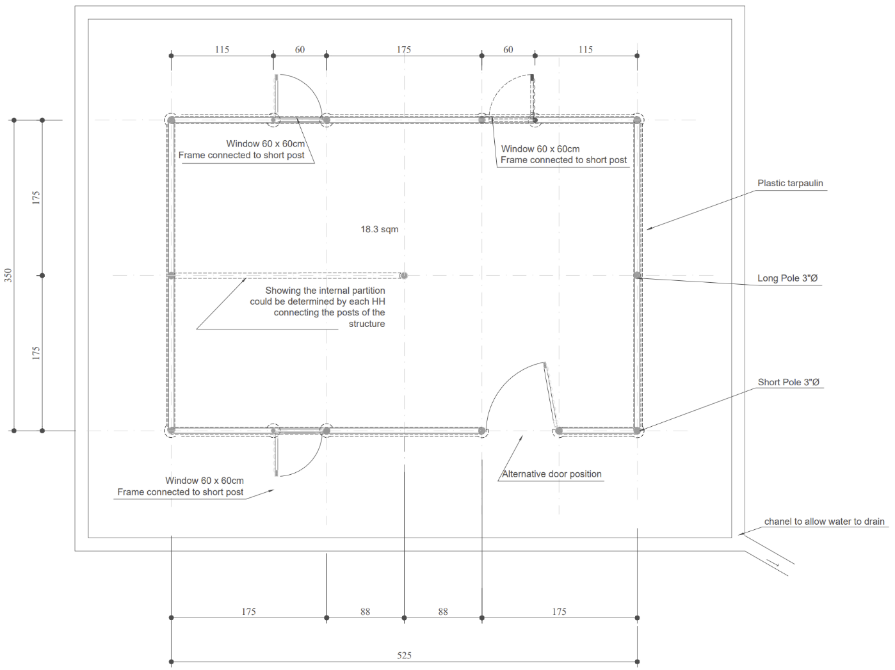 115
60
175
60
115
Window 60 x 60cm
Frame connected to short post
Window 60 x 60cm
Frame connected to short post
Plastic tarpaulin
175
350
175
18.3 sqm
Long Pole 3"Ø
Showing the internal partition
could be determined by each HH
connecting the posts of the
structure
Short Pole 3"Ø
Window 60 x 60cm
Frame connected to short post
Alternative door position
chanel to allow water to drain
175
88
88
175
525